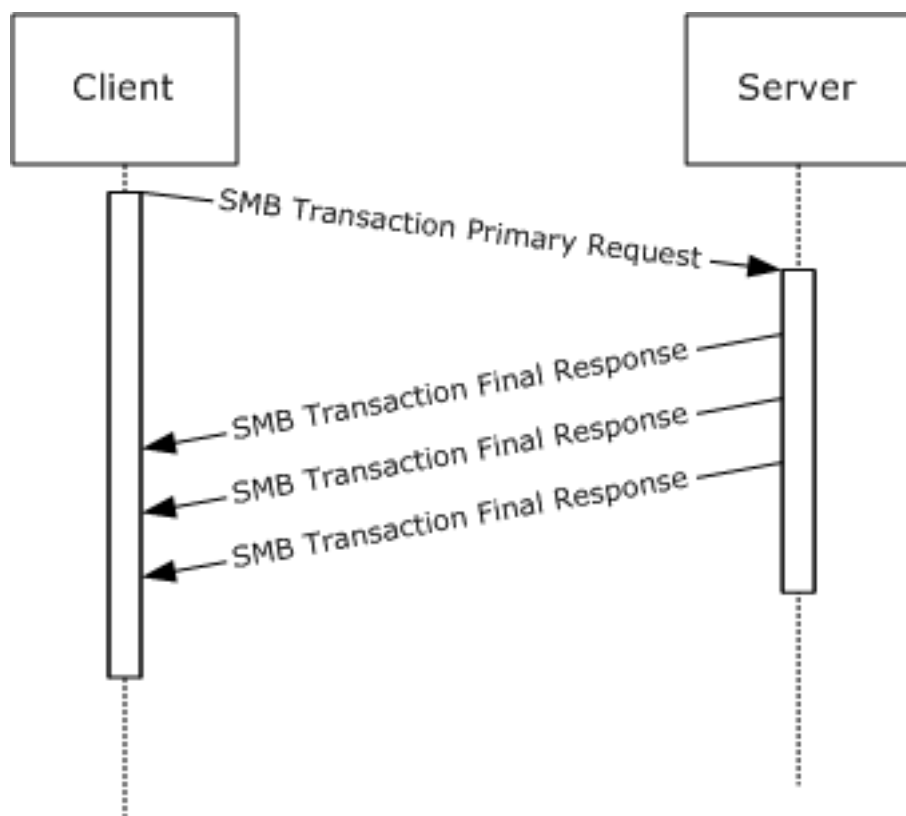 Client
Server
SMB Transaction Primary Request
SMB Transaction Final Response
SMB Transaction Final Response
SMB Transaction Final Response